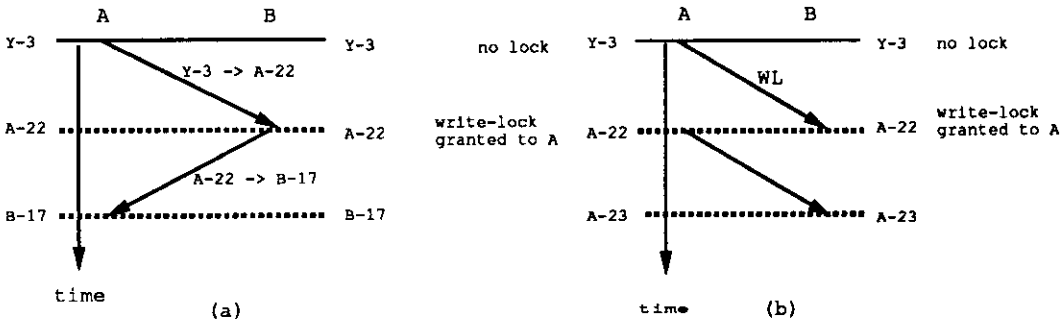 A B
Y-3 Y-3
Y-3 -> A-22
A-22 A-22
A-22 -> B-17
B-17 B-17
time
(a)
A B
no lock Y-3 Y-3 no lock
WL
write-lock
granted to A
A-22 A-22
write-lock
granted to A
A-23 A-23
time
(b)